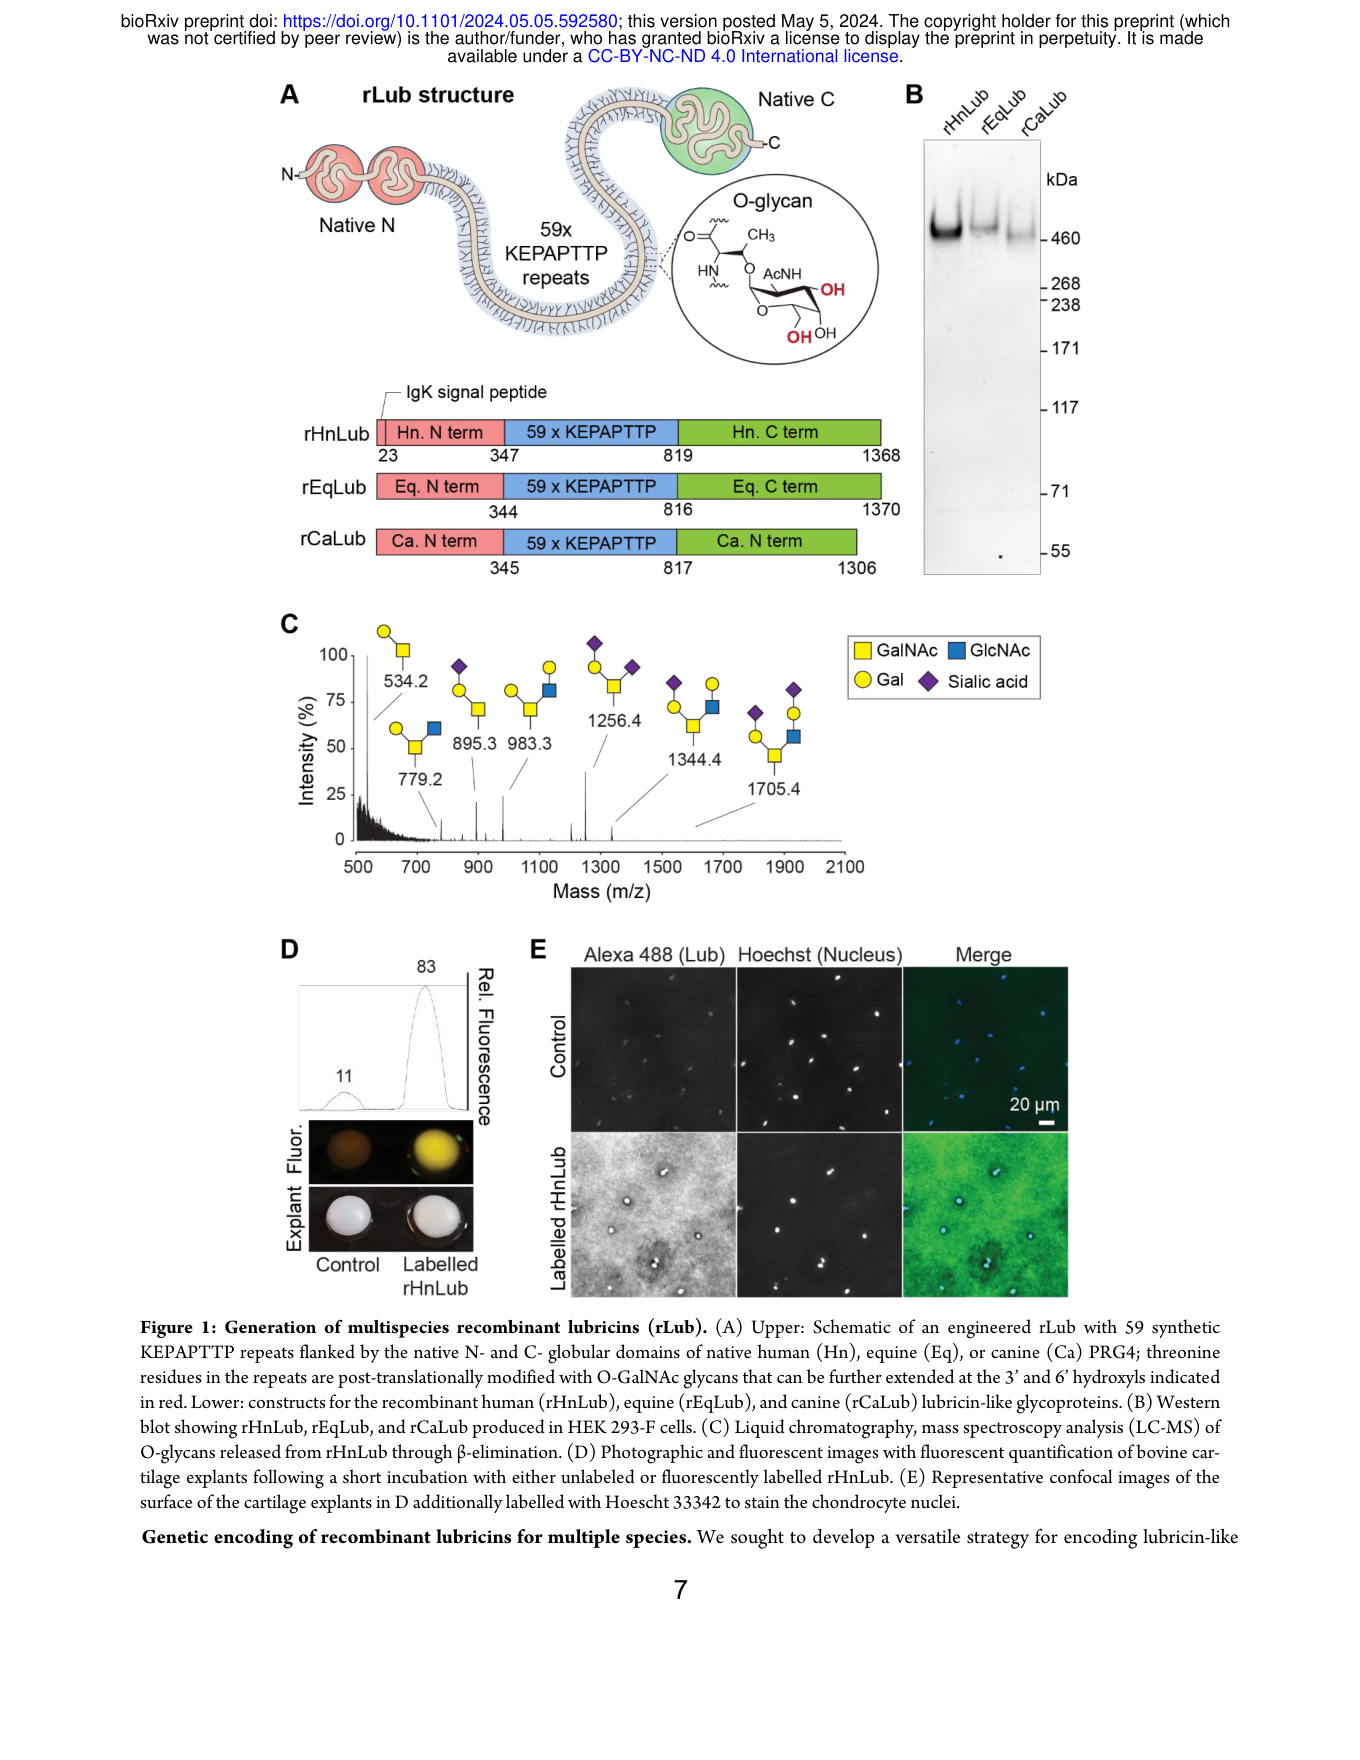 bioRxiv preprint doi: https://doi.org/10.1101/2024.05.05.592580; this version posted May 5, 2024. The copyright holder for this preprint (which
was not certified by peer review) is the author/funder, who has granted bioRxiv a license to display the preprint in perpetuity. It is made
available under a CC-BY-NC-ND 4.0 International license.
A
rLub structure
Native C
C
N
Native N
59x
KEPAPTTP
repeats
O-glycan
O
CH₃
HN
O
AcNH
OH
O
OH
OH
IgK signal peptide
rHnLub
Hn. N term
59 x KEPAPTTP
Hn. C term
23
347
819
1368
rEqLub
Eq. N term
59 x KEPAPTTP
Eq. C term
344
816
1370
rCaLub
Ca. N term
59 x KEPAPTTP
Ca. N term
345
817
1306
B
rHnLub
rEqLub
rCaLub
kDa
460
268
238
171
117
71
55
C
Intensity (%)
100
75
50
25
0
534.2
779.2
895.3
983.3
1256.4
1344.4
1705.4
GalNAc
GlcNAc
Gal
Sialic acid
500
700
900
1100
1300
1500
1700
1900
2100
Mass (m/z)
D
83
11
Rel. Fluorescence
Fluor.
Explant
Control
Labelled
rHnLub
E
Alexa 488 (Lub)
Hoechst (Nucleus)
Merge
Control
20 μm
Labelled rHnLub
Figure 1: Generation of multispecies recombinant lubricins (rLub). (A) Upper: Schematic of an engineered rLub with 59 synthetic
KEPAPTTP repeats flanked by the native N- and C- globular domains of native human (Hn), equine (Eq), or canine (Ca) PRG4; threonine
residues in the repeats are post-translationally modified with O-GalNAc glycans that can be further extended at the 3’ and 6’ hydroxyls indicated
in red. Lower: constructs for the recombinant human (rHnLub), equine (rEqLub), and canine (rCaLub) lubricin-like glycoproteins. (B) Western
blot showing rHnLub, rEqLub, and rCaLub produced in HEK 293-F cells. (C) Liquid chromatography, mass spectroscopy analysis (LC-MS) of
O-glycans released from rHnLub through β-elimination. (D) Photographic and fluorescent images with fluorescent quantification of bovine car-
tilage explants following a short incubation with either unlabeled or fluorescently labelled rHnLub. (E) Representative confocal images of the
surface of the cartilage explants in D additionally labelled with Hoescht 33342 to stain the chondrocyte nuclei.
Genetic encoding of recombinant lubricins for multiple species. We sought to develop a versatile strategy for encoding lubricin-like
7